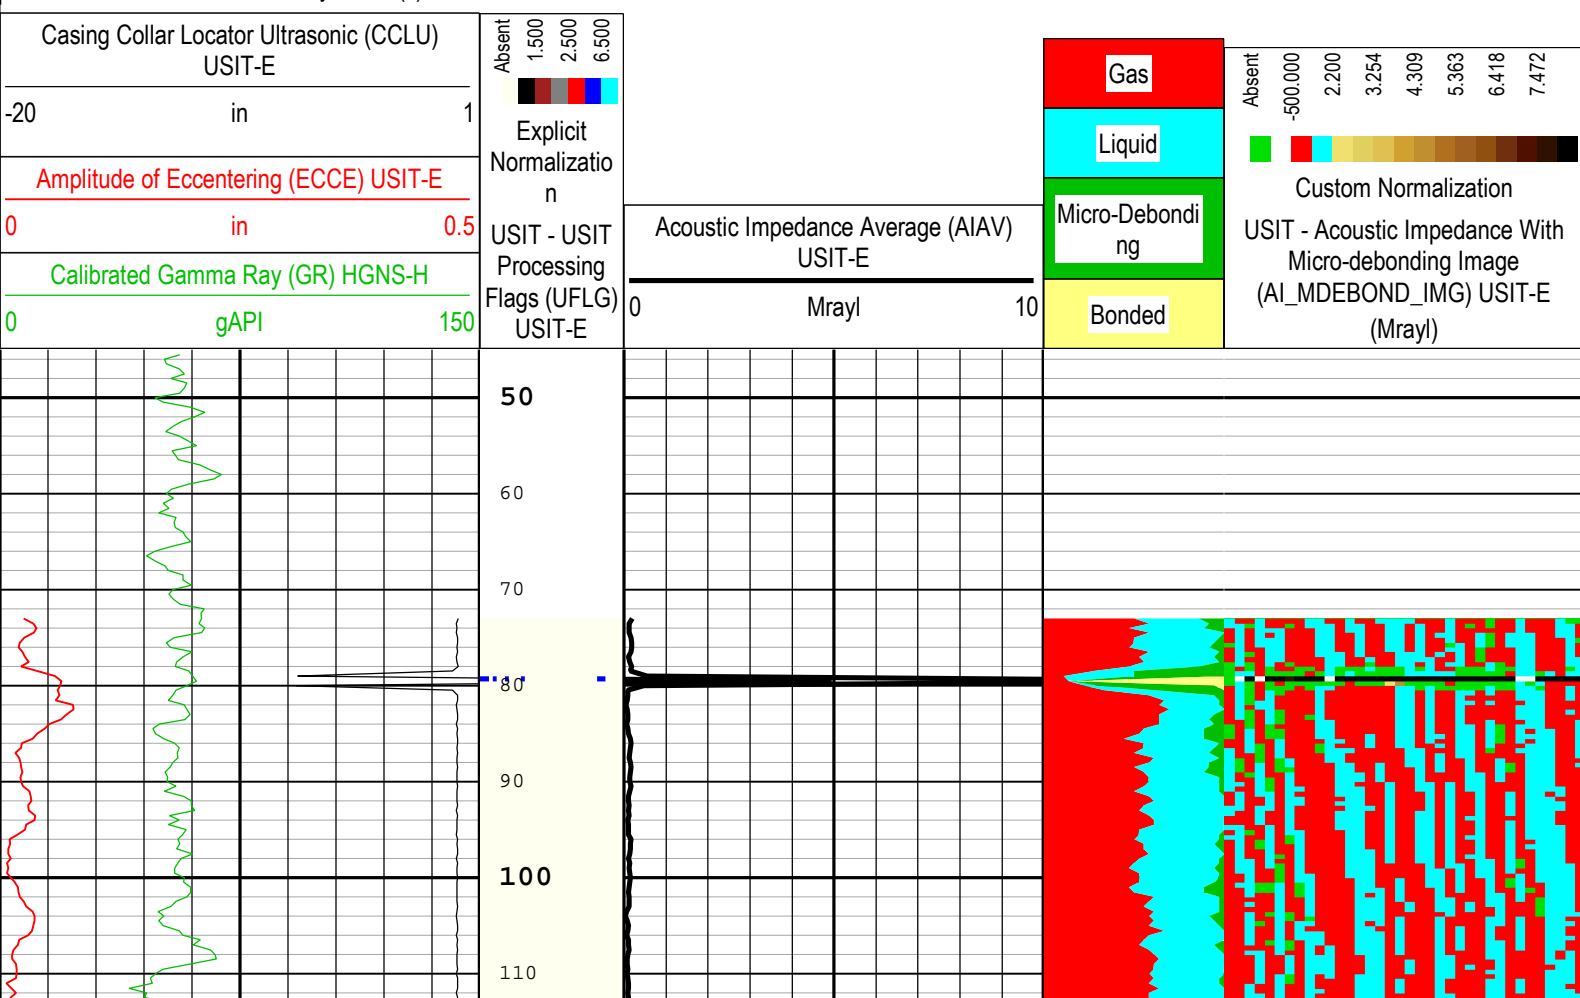 Casing Collar Locator Ultrasonic (CCLU)
USIT-E
-20 in 1
Amplitude of Eccentering (ECCE) USIT-E
0 in 0.5
Calibrated Gamma Ray (GR) HGNS-H
0 gAPI 150
Absent
1.500
2.500
6.500
Explicit
Normalizatio
n
USIT - USIT
Processing
Flags (UFLG)
USIT-E
Acoustic Impedance Average (AIAV)
USIT-E
0 Mrayl 10
Gas
Liquid
Micro-Debondi
ng
Bonded
Absent
-500.000
2.200
3.254
4.309
5.363
6.418
7.472
Custom Normalization
USIT - Acoustic Impedance With
Micro-debonding Image
(AI_MDEBOND_IMG) USIT-E
(Mrayl)
50
60
70
80
90
100
110